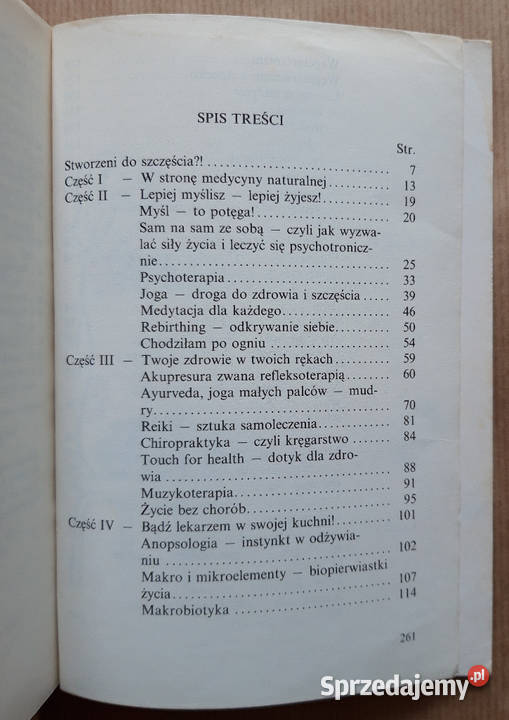 SPIS TREŚCI
Str.
Stworzeni do szczęścia?! 7
Część I — W stronę medycyny naturalnej 13
Część II — Lepiej myślisz — lepiej żyjesz! 19
Myśl — to potęga! 20
Sam na sam ze sobą — czyli jak wyzwa-
lać siły życia i leczyć się psychotronicz-
nie 25
Psychoterapia 33
Joga — droga do zdrowia i szczęścia 39
Medytacja dla każdego 46
Rebirthing — odkrywanie siebie 50
Chodziłam po ogniu 54
Część III — Twoje zdrowie w twoich rękach 59
Akupresura zwana refleksoterapią 60
Ayurveda, joga małych palców — mud-
ry 70
Reiki — sztuka samoleczenia 81
Chiropraktyka — czyli kręgarstwo 84
Touch for health — dotyk dla zdro-
wia 88
Muzykoterapia 91
Życie bez chorób 95
Część IV — Bądź lekarzem w swojej kuchni! 101
Anopsologia — instynkt w odżywia-
niu 102
Makro i mikroelementy — biopierwiastki
życia 107
Makrobiotyka 114
261
Sprzedajemy.pl